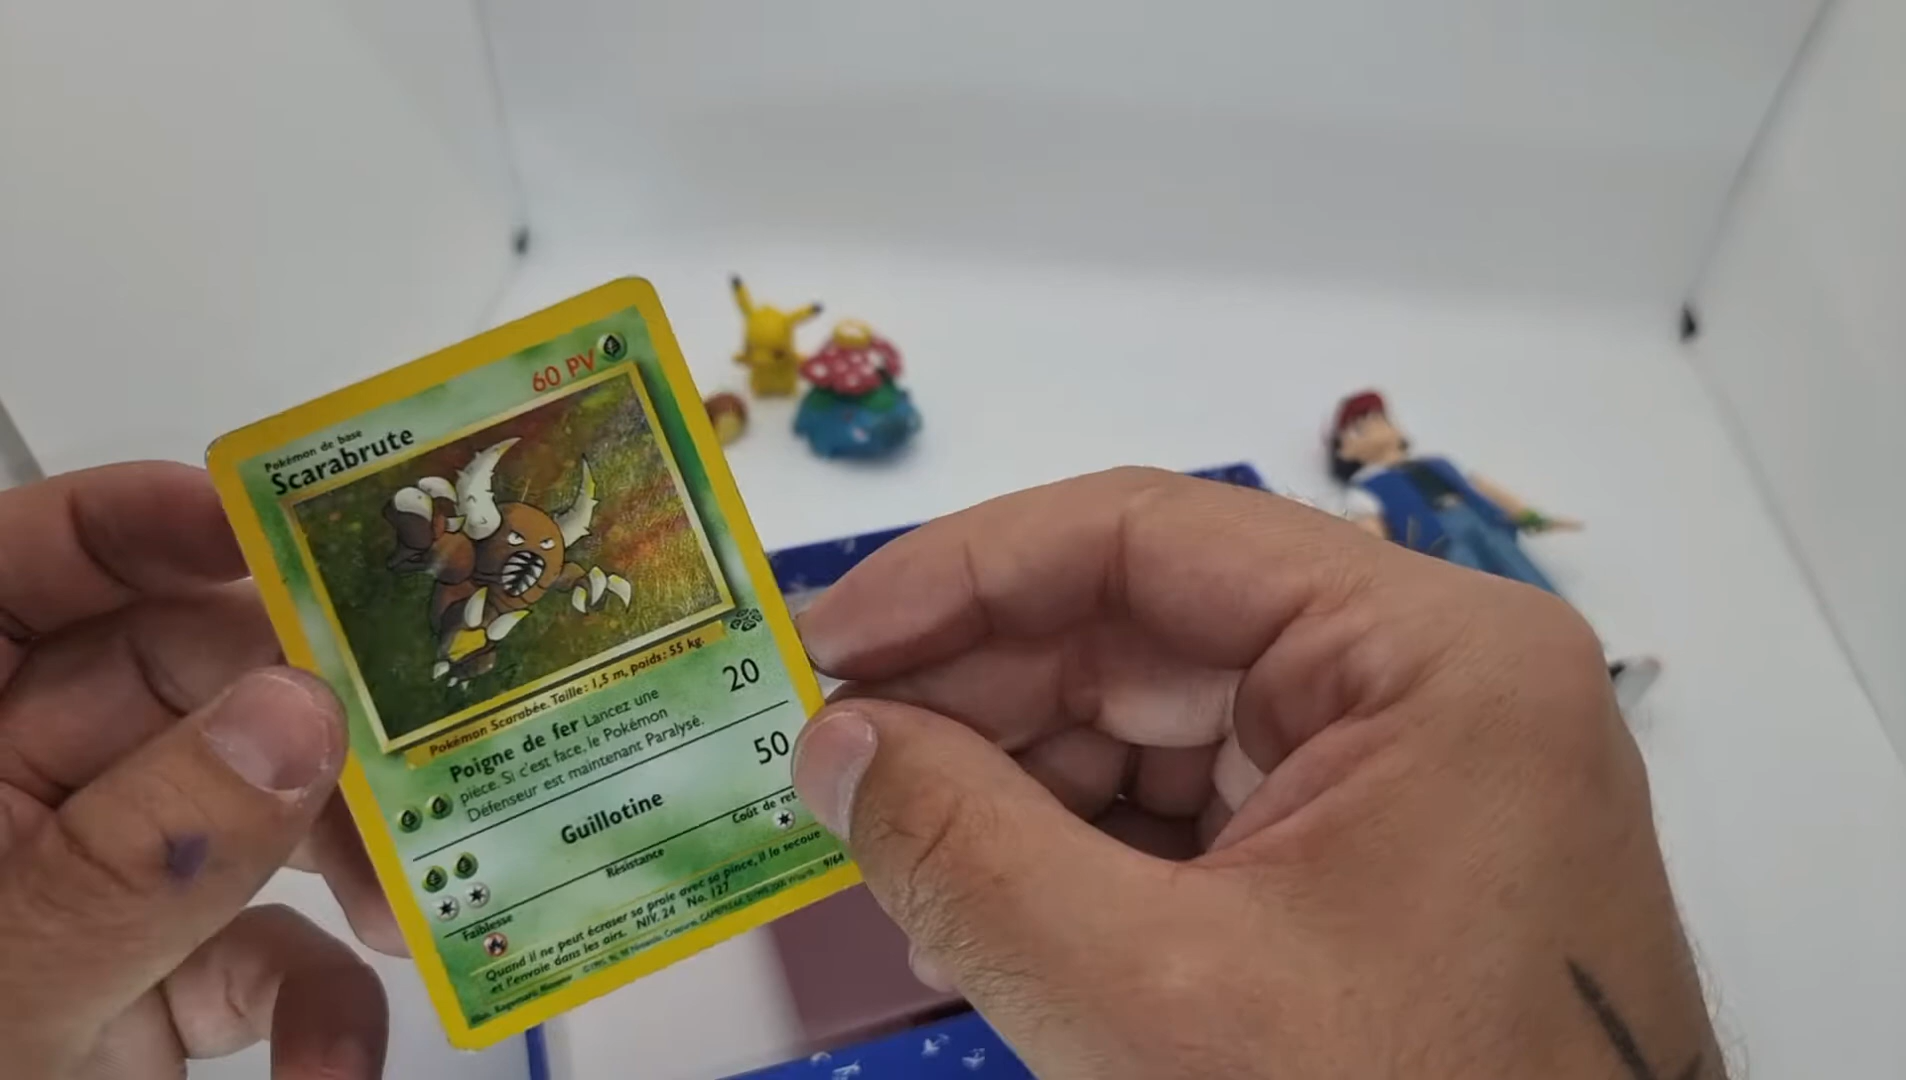 Pokémon de base
Scarabrute
60 PV
Pokémon Scarabée. Taille: 1,5 m, poids: 55 kg.
Poigne de fer Lancez une
pièce. Si c'est face, le Pokémon
Défenseur est maintenant Paralysé.
20
Guillotine
50
Faiblesse
Résistance
Coût de ret
Quand il ne peut écraser sa proie avec sa pince, il la secoue
et l'envoie dans les airs. NIV. 24 No. 127
9/64